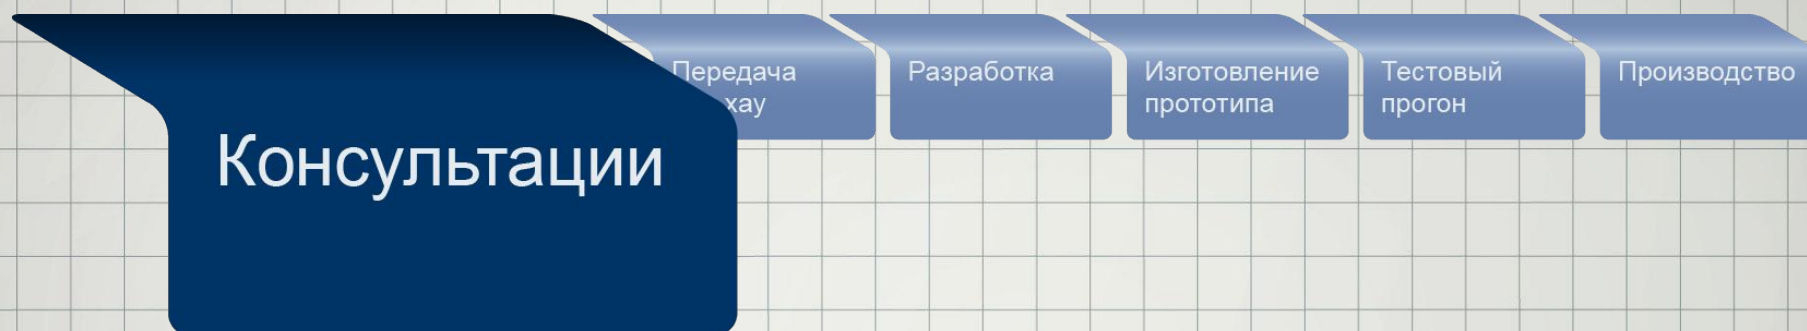 Консультации
Передача
хау
Разработка
Изготовление
прототипа
Тестовый
прогон
Производство